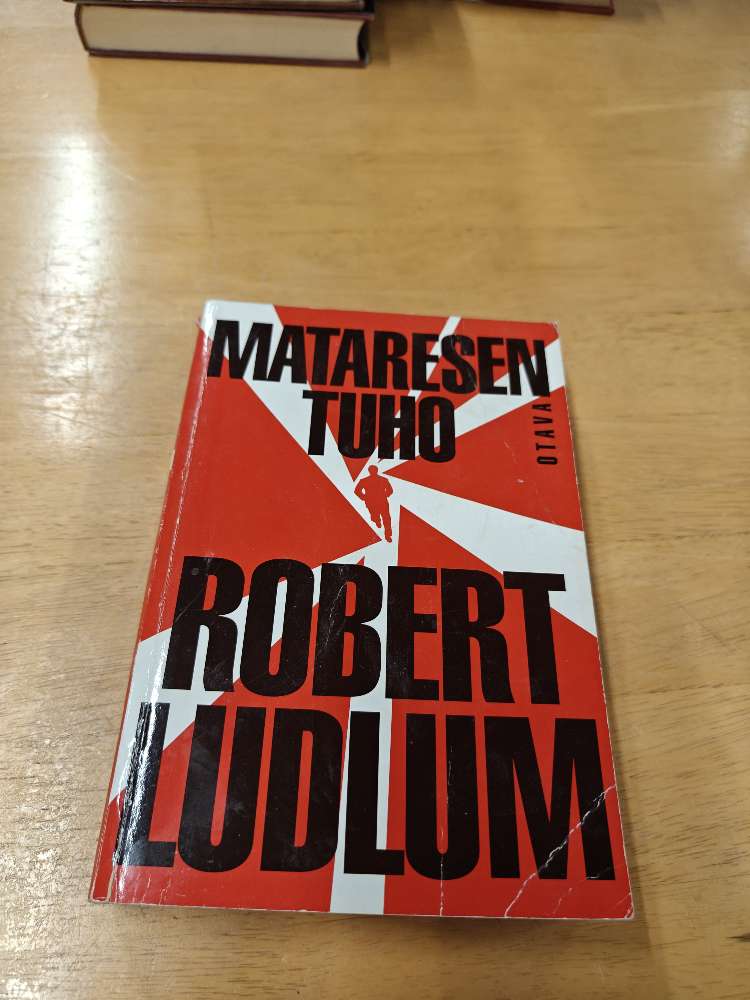 MATARESEN
TUHO
OTAVA
ROBERT
LUDLUM